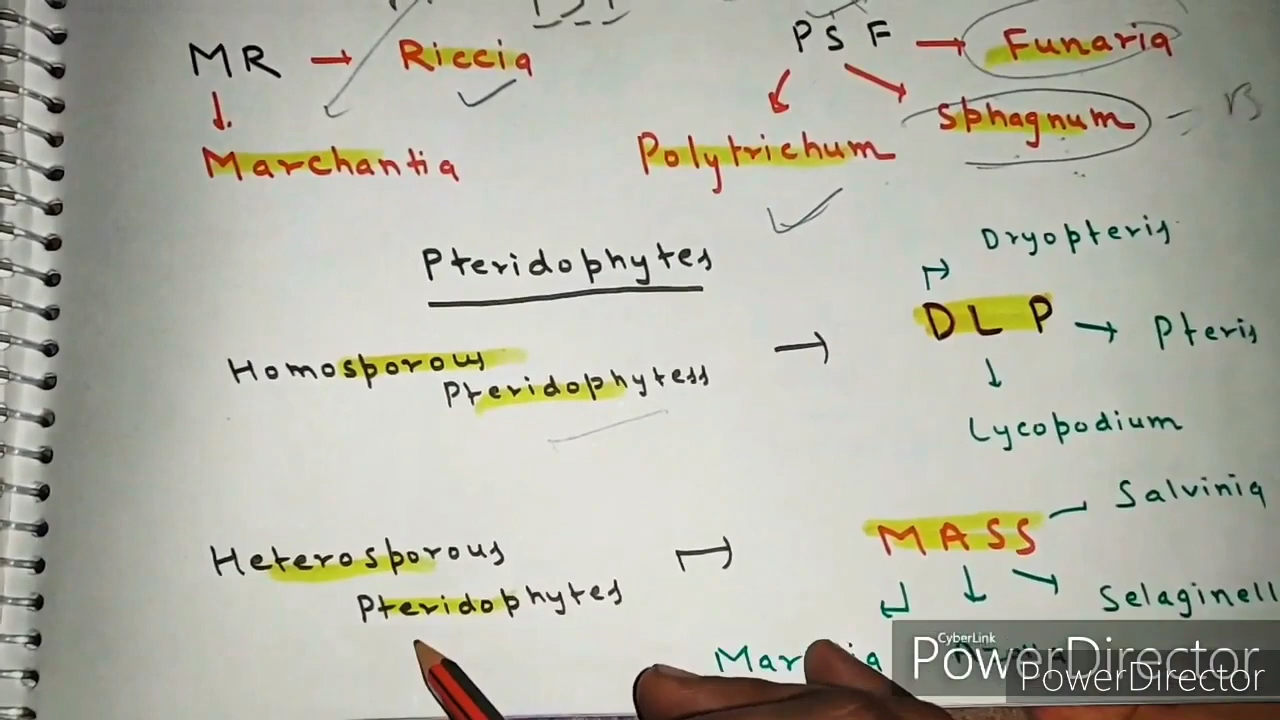 MR → Riccia
PSF → Funaria
Sphagnum = B
Marchantia
Polytrichum
Pteridophytes
Dryopteris
DLP → Pteris
Homosporous
Pteridophytess
Lycopodium
Salvinia
MASS
Heterosporous
Pteridophytes
Selaginell
CyberLink
PowerDirector
PowerDirector